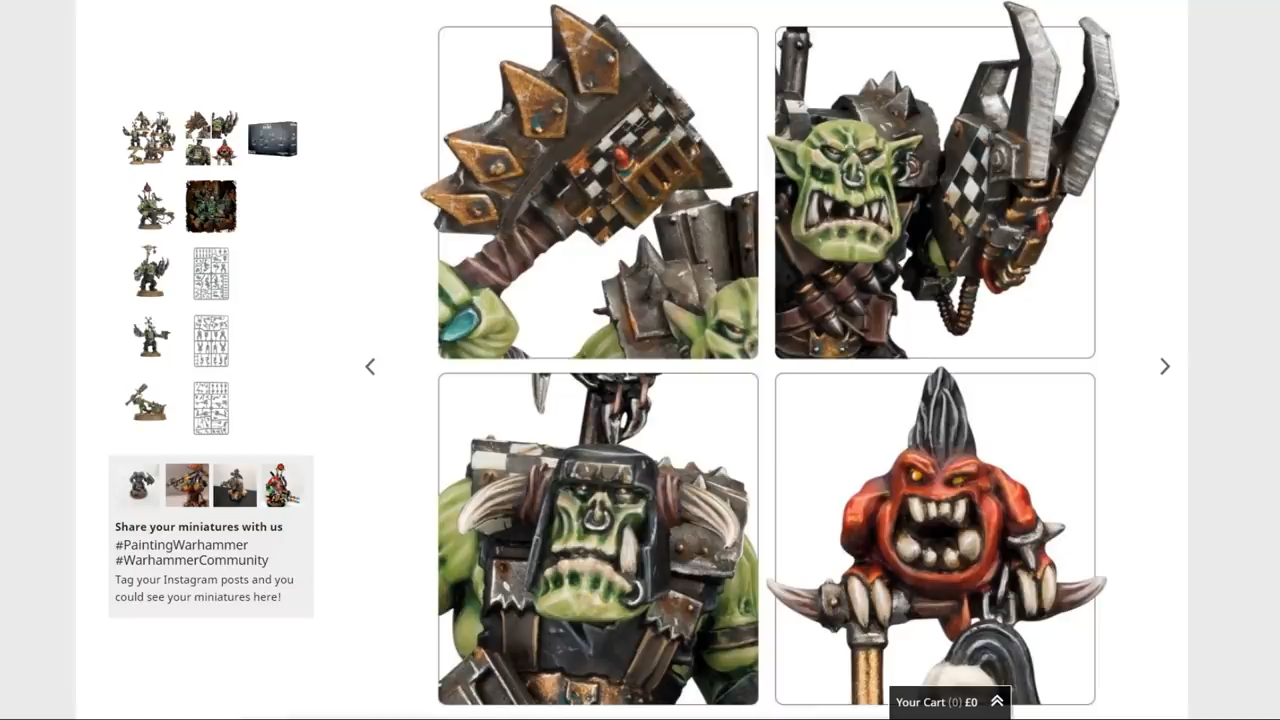 Share your miniatures with us
#PaintingWarhammer
#WarhammerCommunity
Tag your Instagram posts and you
could see your miniatures here!
Your Cart (0) £0